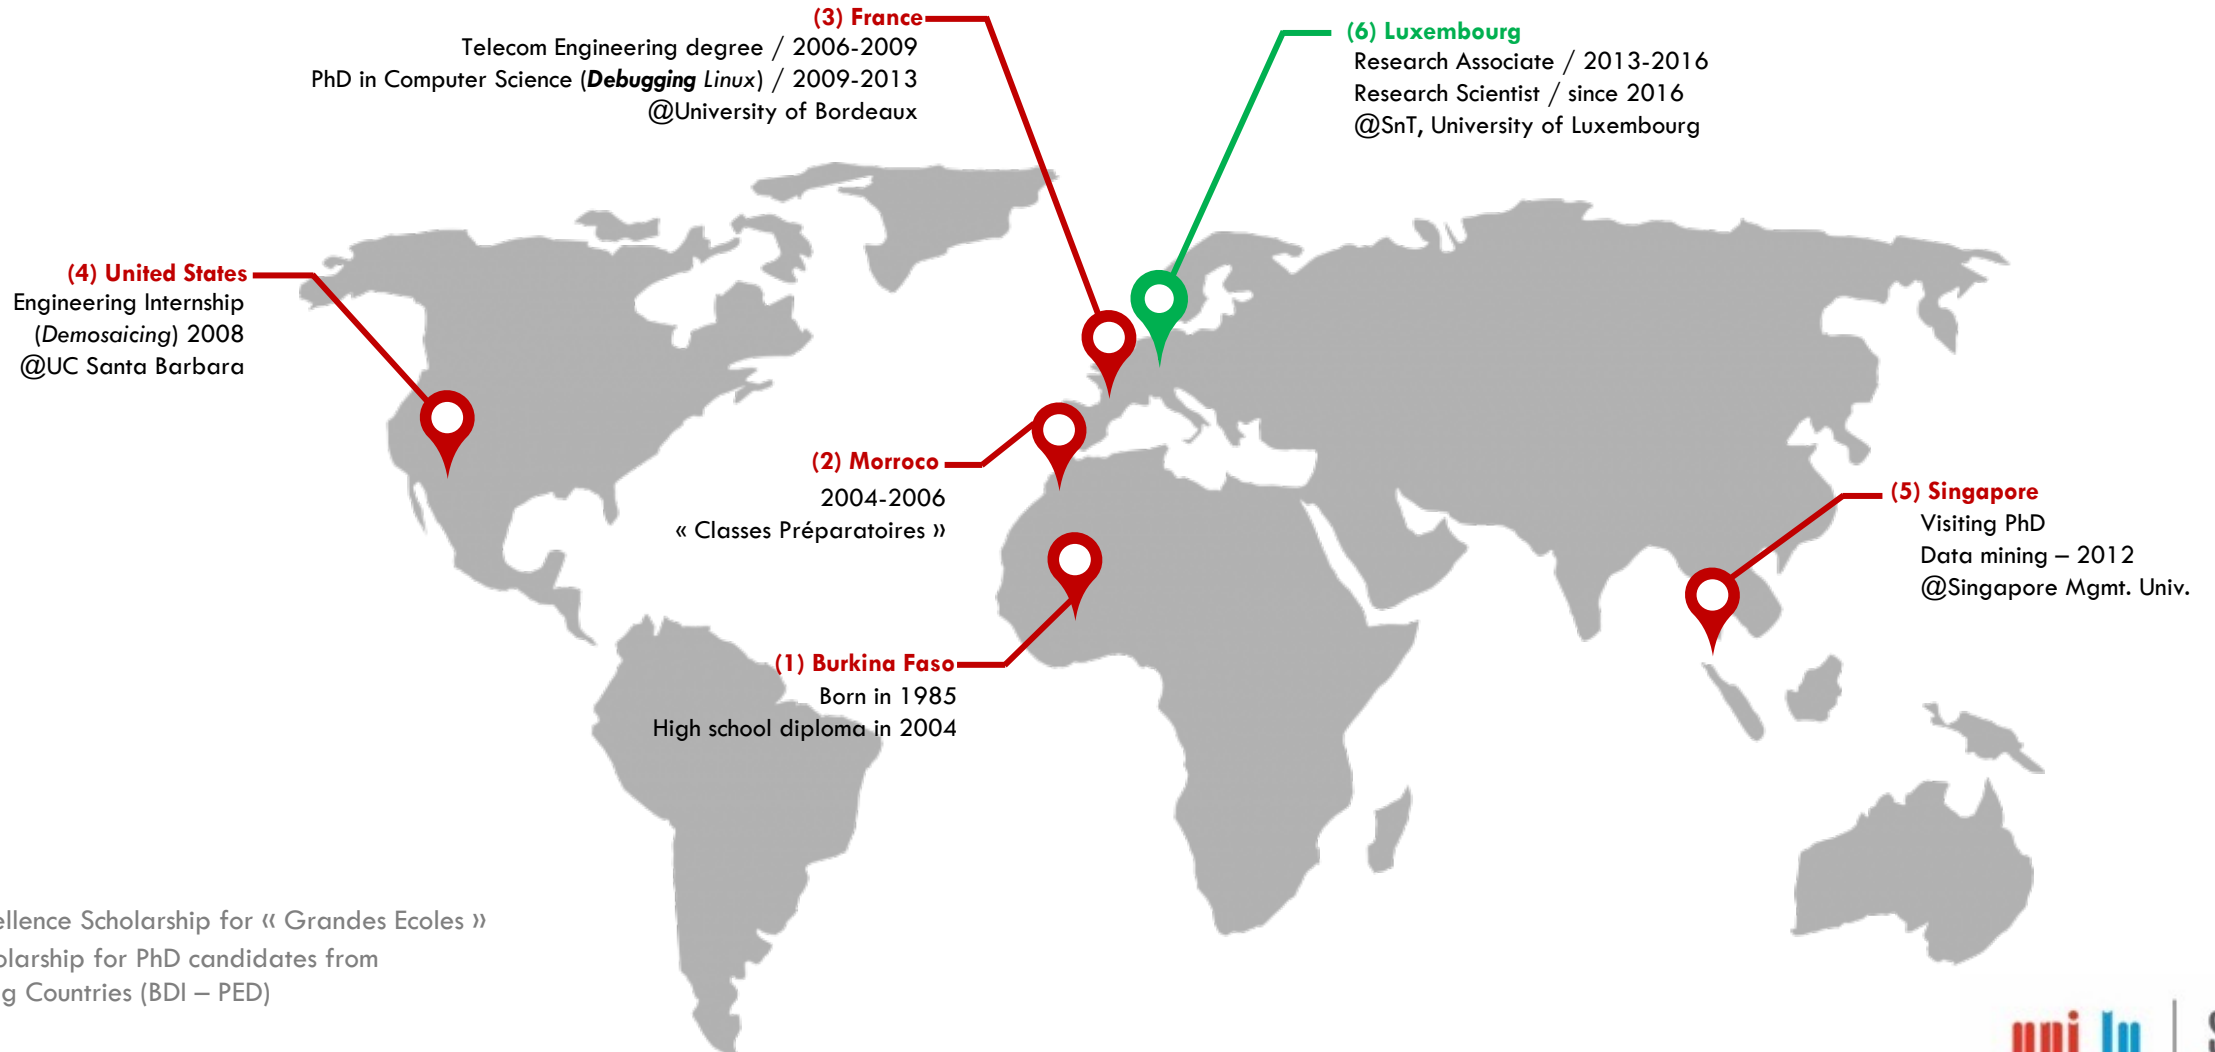 (3) France
Telecom Engineering degree / 2006-2009
PhD in Computer Science (Debugging Linux) / 2009-2013
@University of Bordeaux
(6) Luxembourg
Research Associate / 2013-2016
Research Scientist / since 2016
@SnT, University of Luxembourg
(4) United States
Engineering Internship
(Demosaicing) 2008
@UC Santa Barbara
(2) Morroco
2004-2006
« Classes Préparatoires »
(5) Singapore
Visiting PhD
Data mining – 2012
@Singapore Mgmt. Univ.
(1) Burkina Faso
Born in 1985
High school diploma in 2004
Scholarship for « Grandes Ecoles »
for PhD candidates from
Countries (BDI – PED)
uni lu